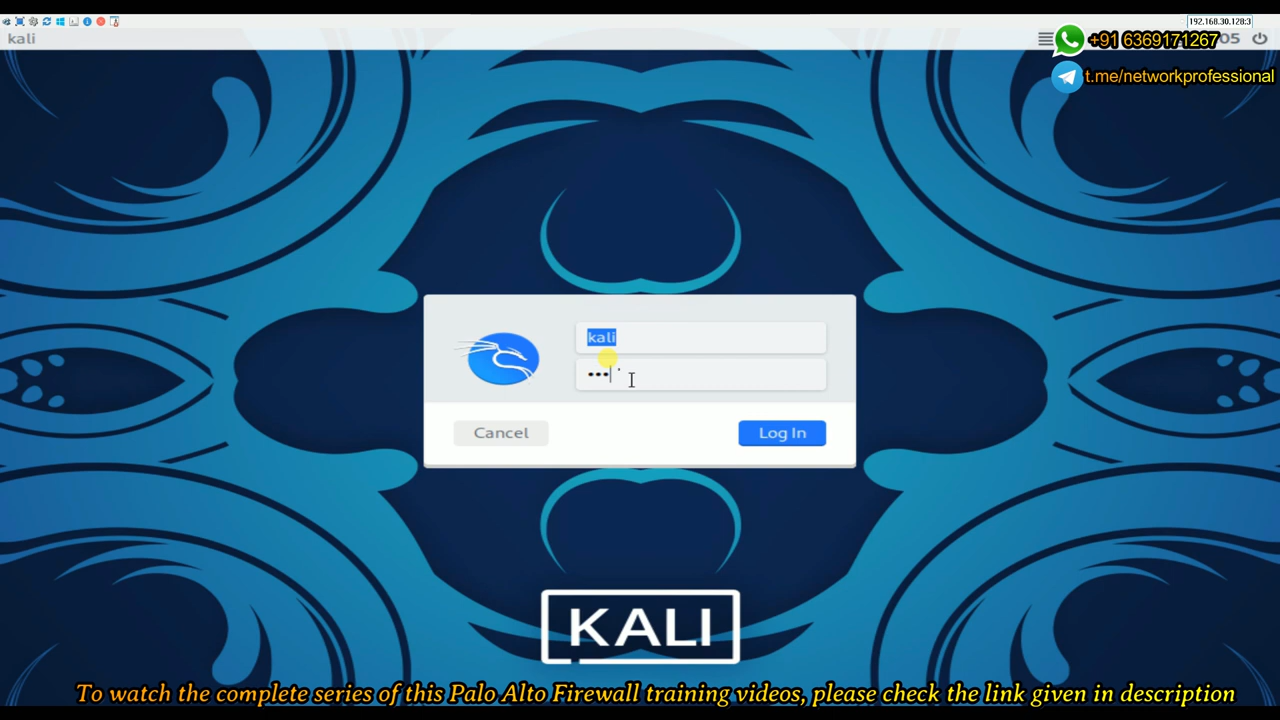 192.168.30.128:3
kali
+91 6369171267
05
t.me/networkprofessional
kali
•••
Cancel
Log In
KALI
To watch the complete series of this Palo Alto Firewall training videos, please check the link given in description